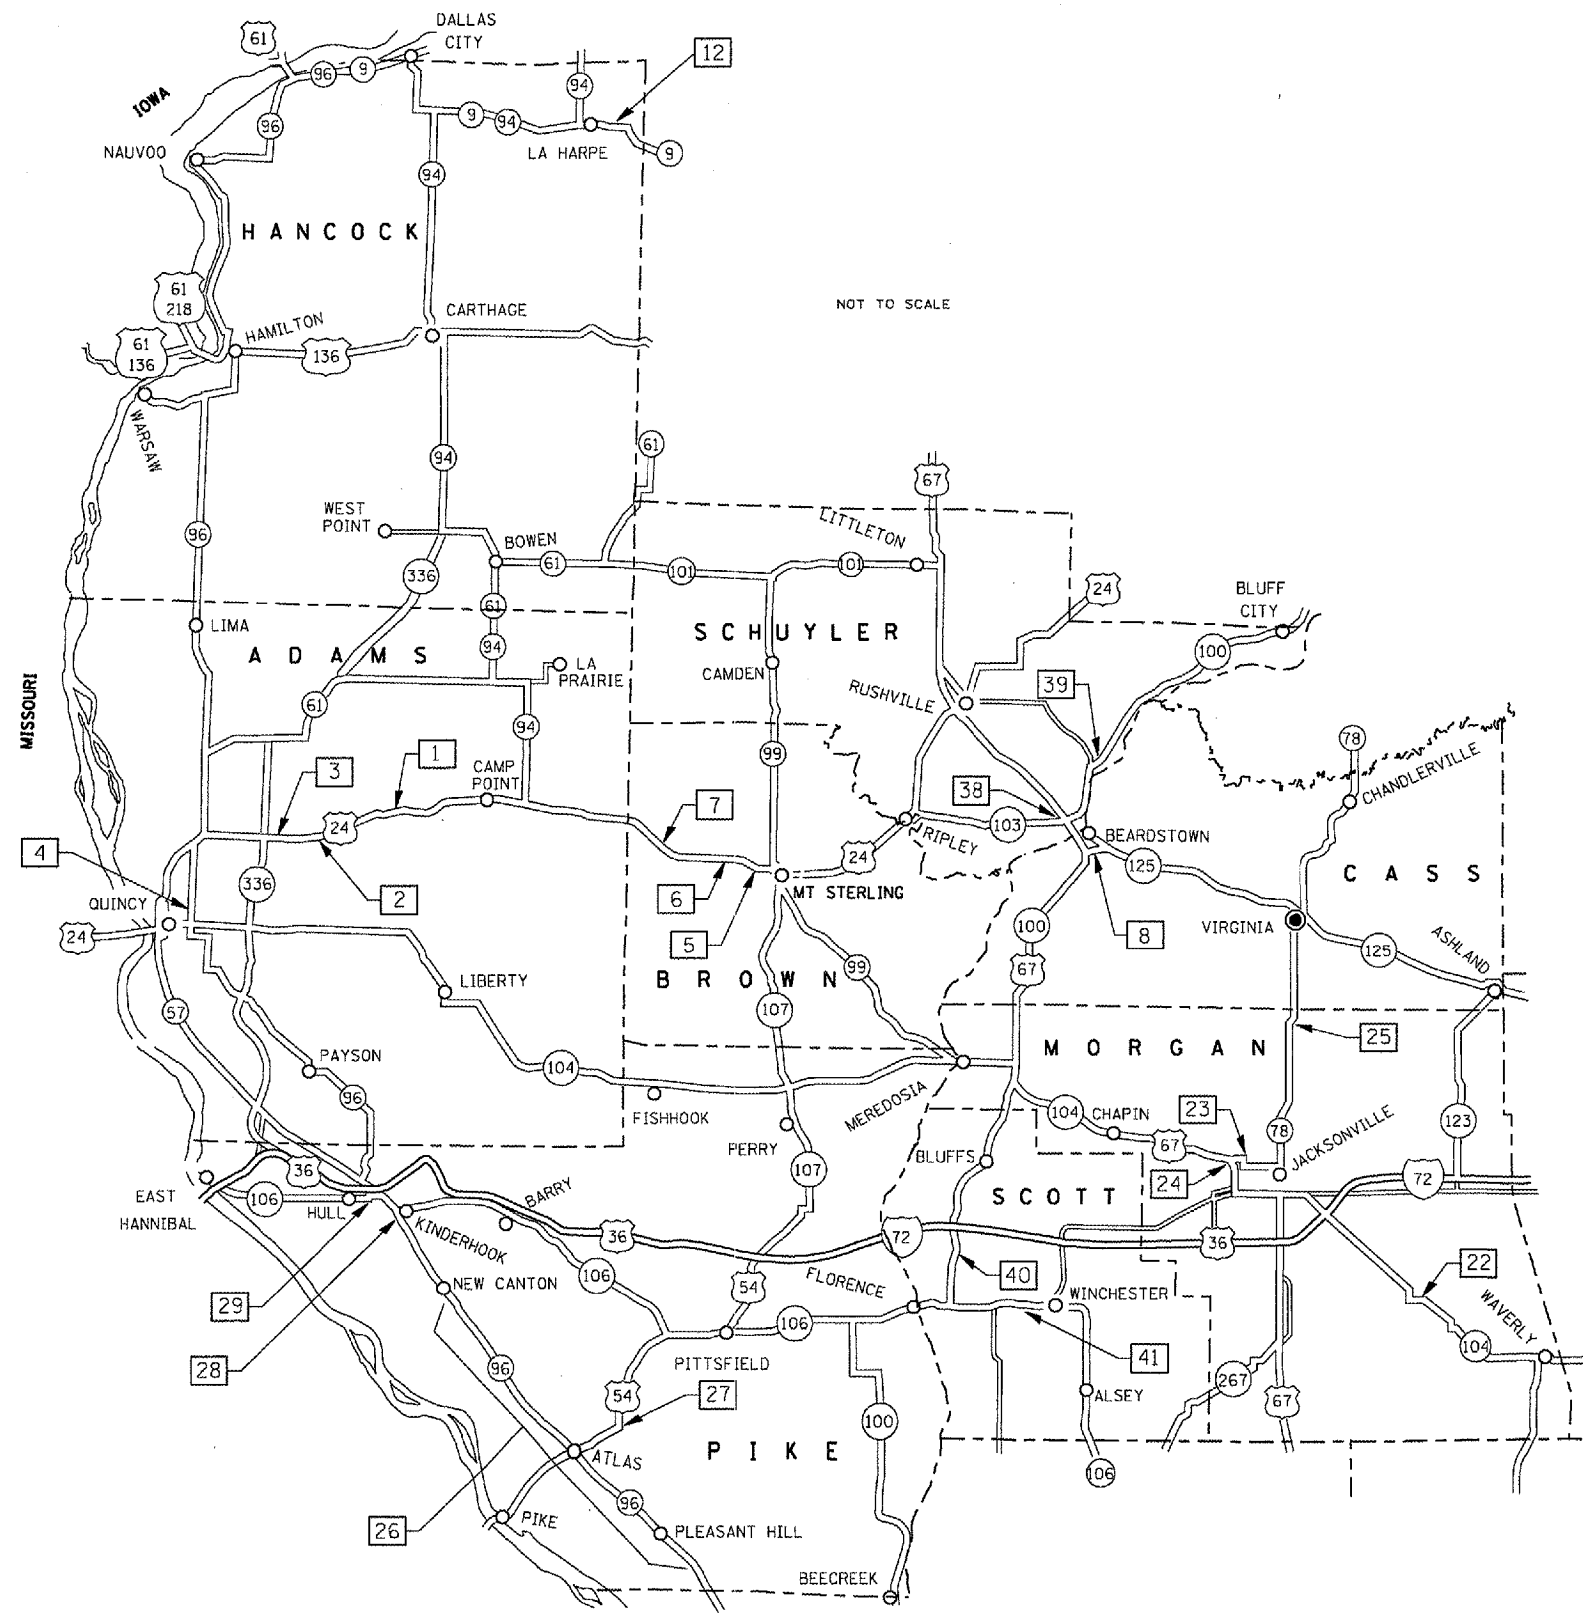 DALLAS
CITY
61
12
96
9
94
IOWA
9
94
96
NAUVOO
LA HARPE
9
94
HANCOCK
61
218
NOT TO SCALE
CARTHAGE
HAMILTON
61
136
136
WARSAW
61
94
67
WEST
POINT
LITTLETON
96
BOWEN
61
101
101
336
24
BLUFF
CITY
61
LIMA
SCHUYLER
ADAMS
94
100
LA
PRAIRIE
CAMDEN
39
RUSHVILLE
MISSOURI
61
94
78
1
99
3
CAMP
POINT
CHANDLERVILLE
38
7
24
103
RIPLEY
BEARDSTOWN
4
24
125
CASS
336
MT STERLING
2
6
QUINCY
100
VIRGINIA
24
5
8
125
ASHLAND
99
67
BROWN
LIBERTY
57
107
25
MORGAN
PAYSON
104
96
MEREDOSIA
FISHHOOK
104
CHAPIN
23
123
PERRY
78
67
JACKSONVILLE
BLUFFS
36
107
72
24
EAST
HANNIBAL
106
HULL
BARRY
SCOTT
KINDERHOOK
36
72
36
22
NEW CANTON
106
FLORENCE
40
54
WINCHESTER
29
WAVERLY
106
104
28
PITTSFIELD
41
96
267
54
27
ALSEY
67
100
PIKE
ATLAS
106
96
26
PIKE
PLEASANT HILL
BEECREEK